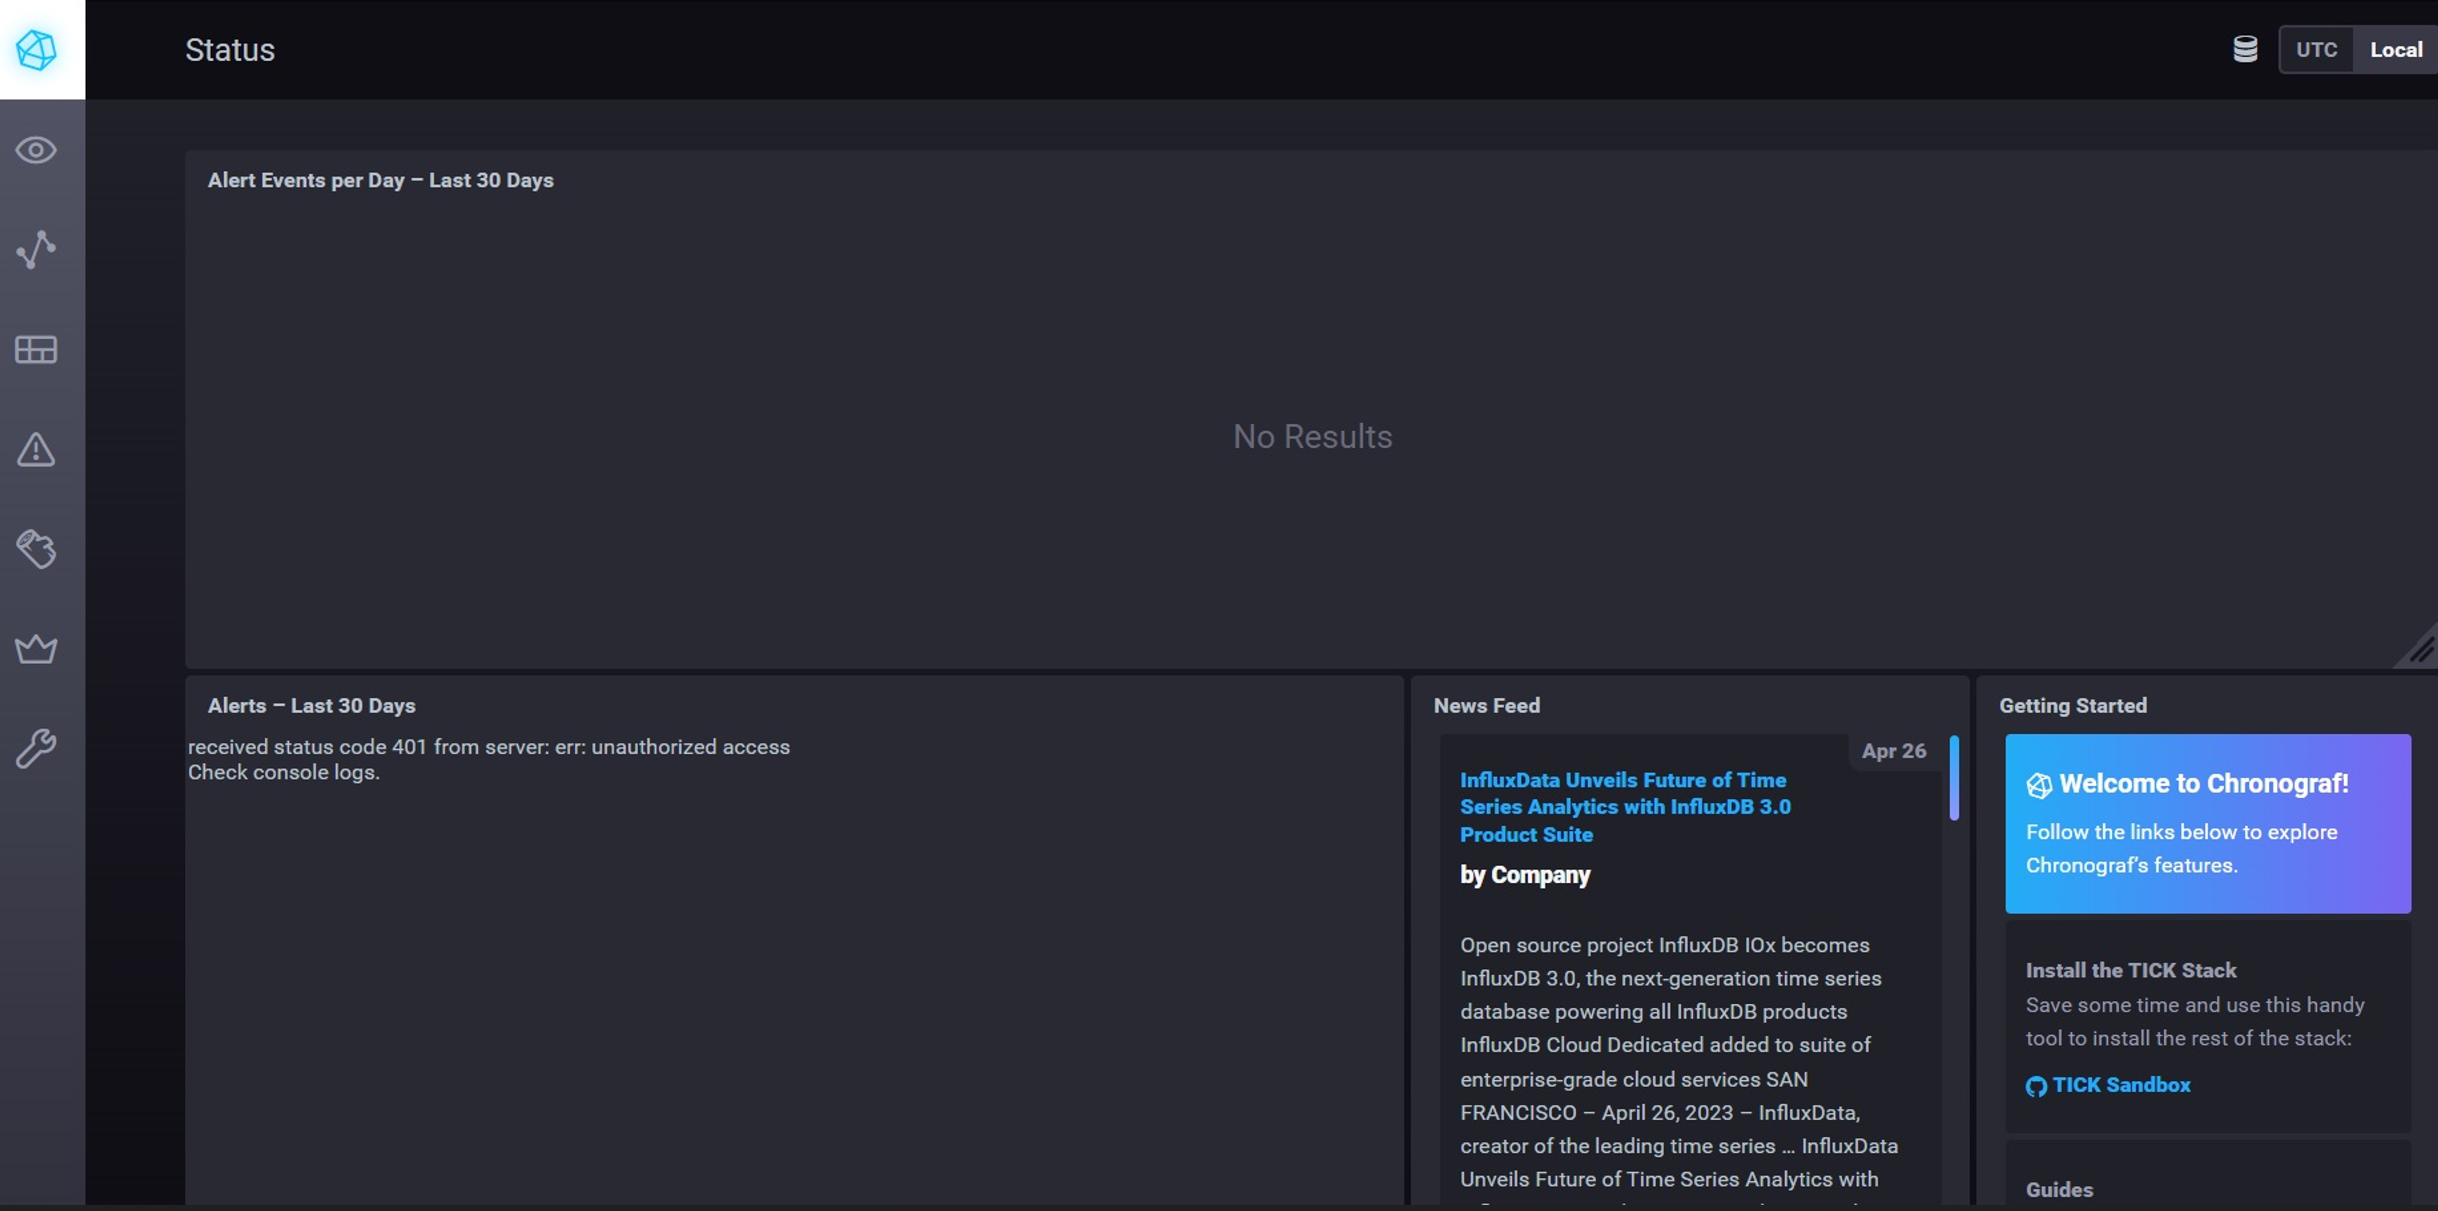 Status
UTC Local
Alert Events per Day – Last 30 Days
No Results
Alerts – Last 30 Days
received status code 401 from server: err: unauthorized access
Check console logs.
News Feed
Apr 26
InfluxData Unveils Future of Time
Series Analytics with InfluxDB 3.0
Product Suite
by Company
Open source project InfluxDB IOx becomes
InfluxDB 3.0, the next-generation time series
database powering all InfluxDB products
InfluxDB Cloud Dedicated added to suite of
enterprise-grade cloud services SAN
FRANCISCO – April 26, 2023 – InfluxData,
creator of the leading time series ... InfluxData
Unveils Future of Time Series Analytics with
Getting Started
Welcome to Chronograf!
Follow the links below to explore
Chronograf’s features.
Install the TICK Stack
Save some time and use this handy
tool to install the rest of the stack:
TICK Sandbox
Guides